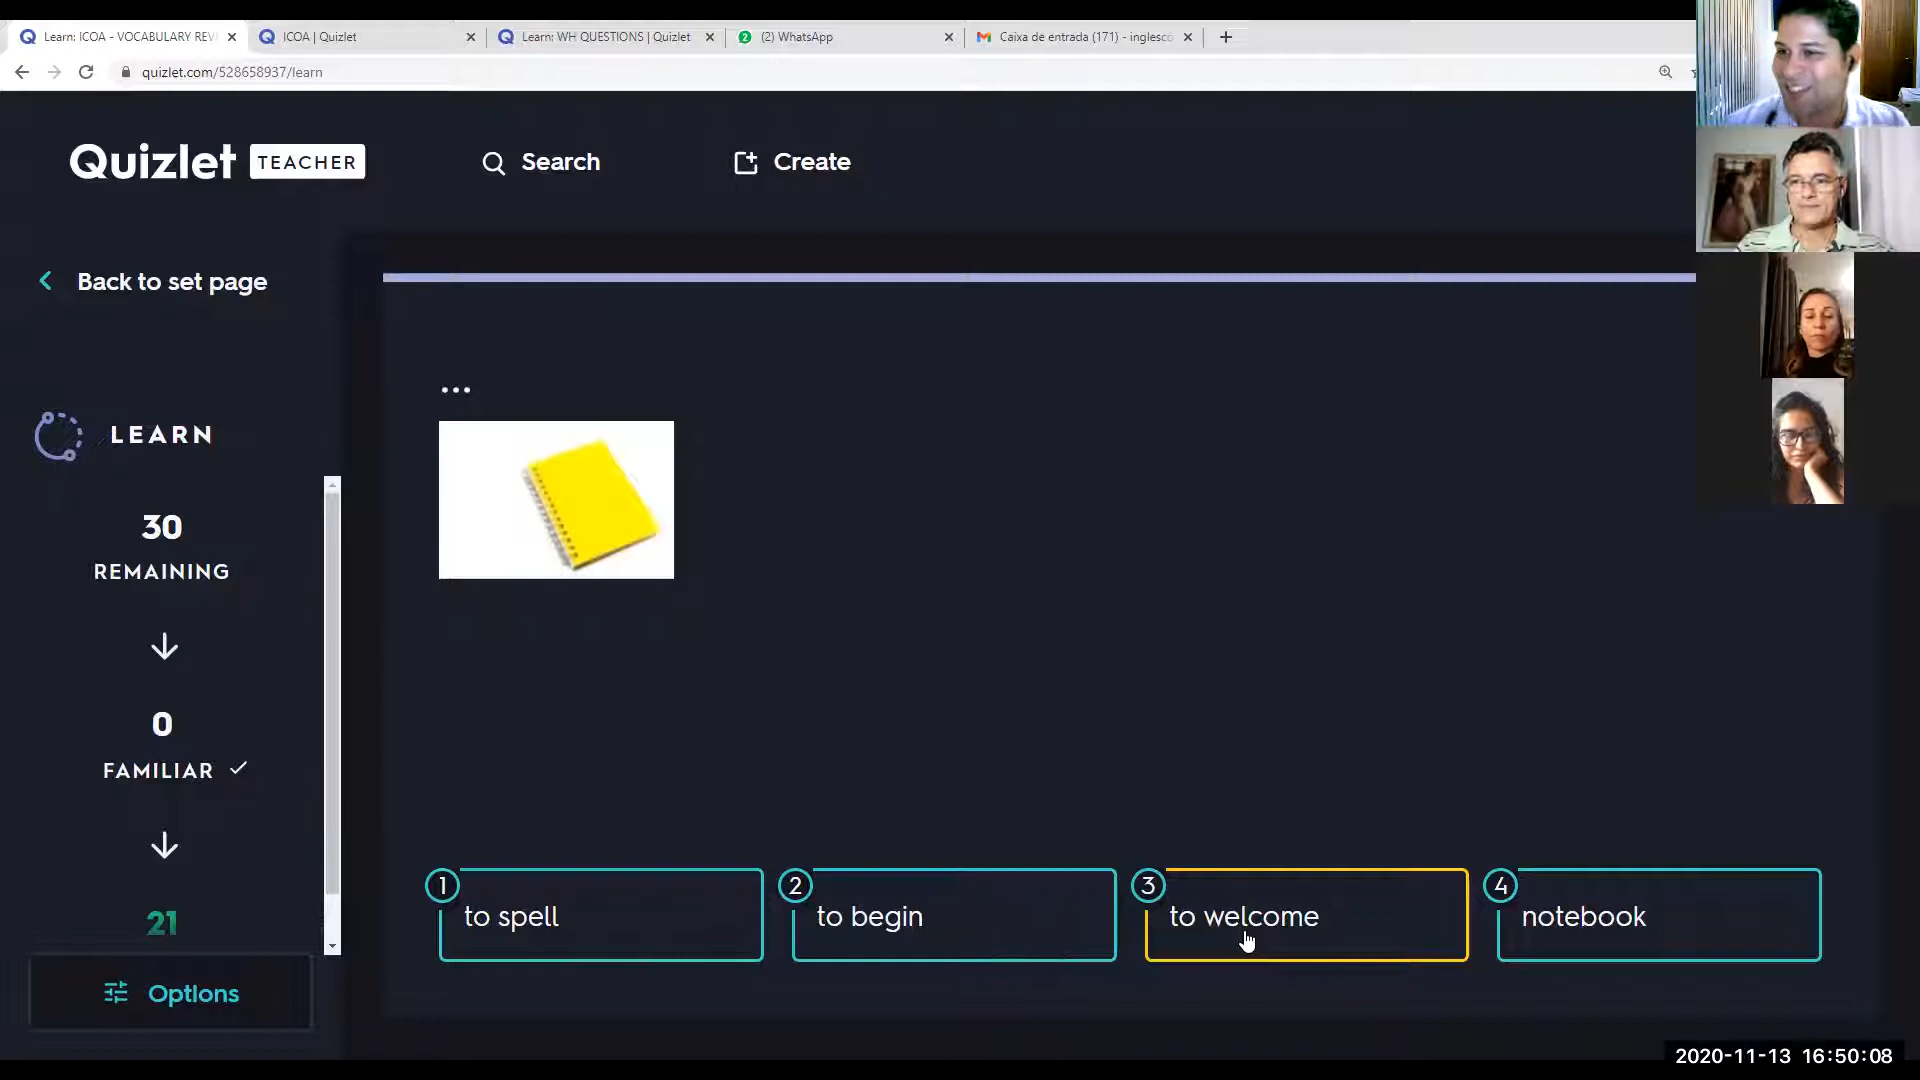 Learn: ICOA - VOCABULARY REV
ICOA | Quizlet
Learn: WH QUESTIONS | Quizlet
2
(2) WhatsApp
Caixa de entrada (171) - inglesco
quizlet.com/528658937/learn
Quizlet TEACHER
Search
Create
Back to set page
...
LEARN
30
REMAINING
0
FAMILIAR
21
Options
1
to spell
2
to begin
3
to welcome
4
notebook
2020-11-13 16:50:08